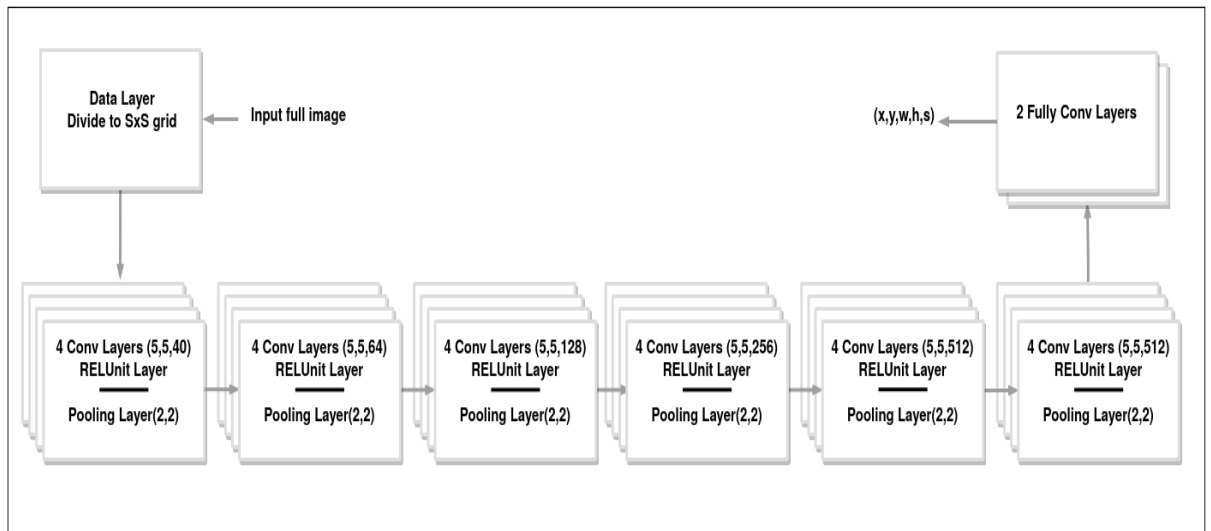 Data Layer
Divide to SxS grid
Input full image
(x,y,w,h,s)
2 Fully Conv Layers
4 Conv Layers (5,5,40)
RELUnit Layer
Pooling Layer(2,2)
4 Conv Layers (5,5,64)
RELUnit Layer
Pooling Layer(2,2)
4 Conv Layers (5,5,128)
RELUnit Layer
Pooling Layer(2,2)
4 Conv Layers (5,5,256)
RELUnit Layer
Pooling Layer(2,2)
4 Conv Layers (5,5,512)
RELUnit Layer
Pooling Layer(2,2)
4 Conv Layers (5,5,512)
RELUnit Layer
Pooling Layer(2,2)